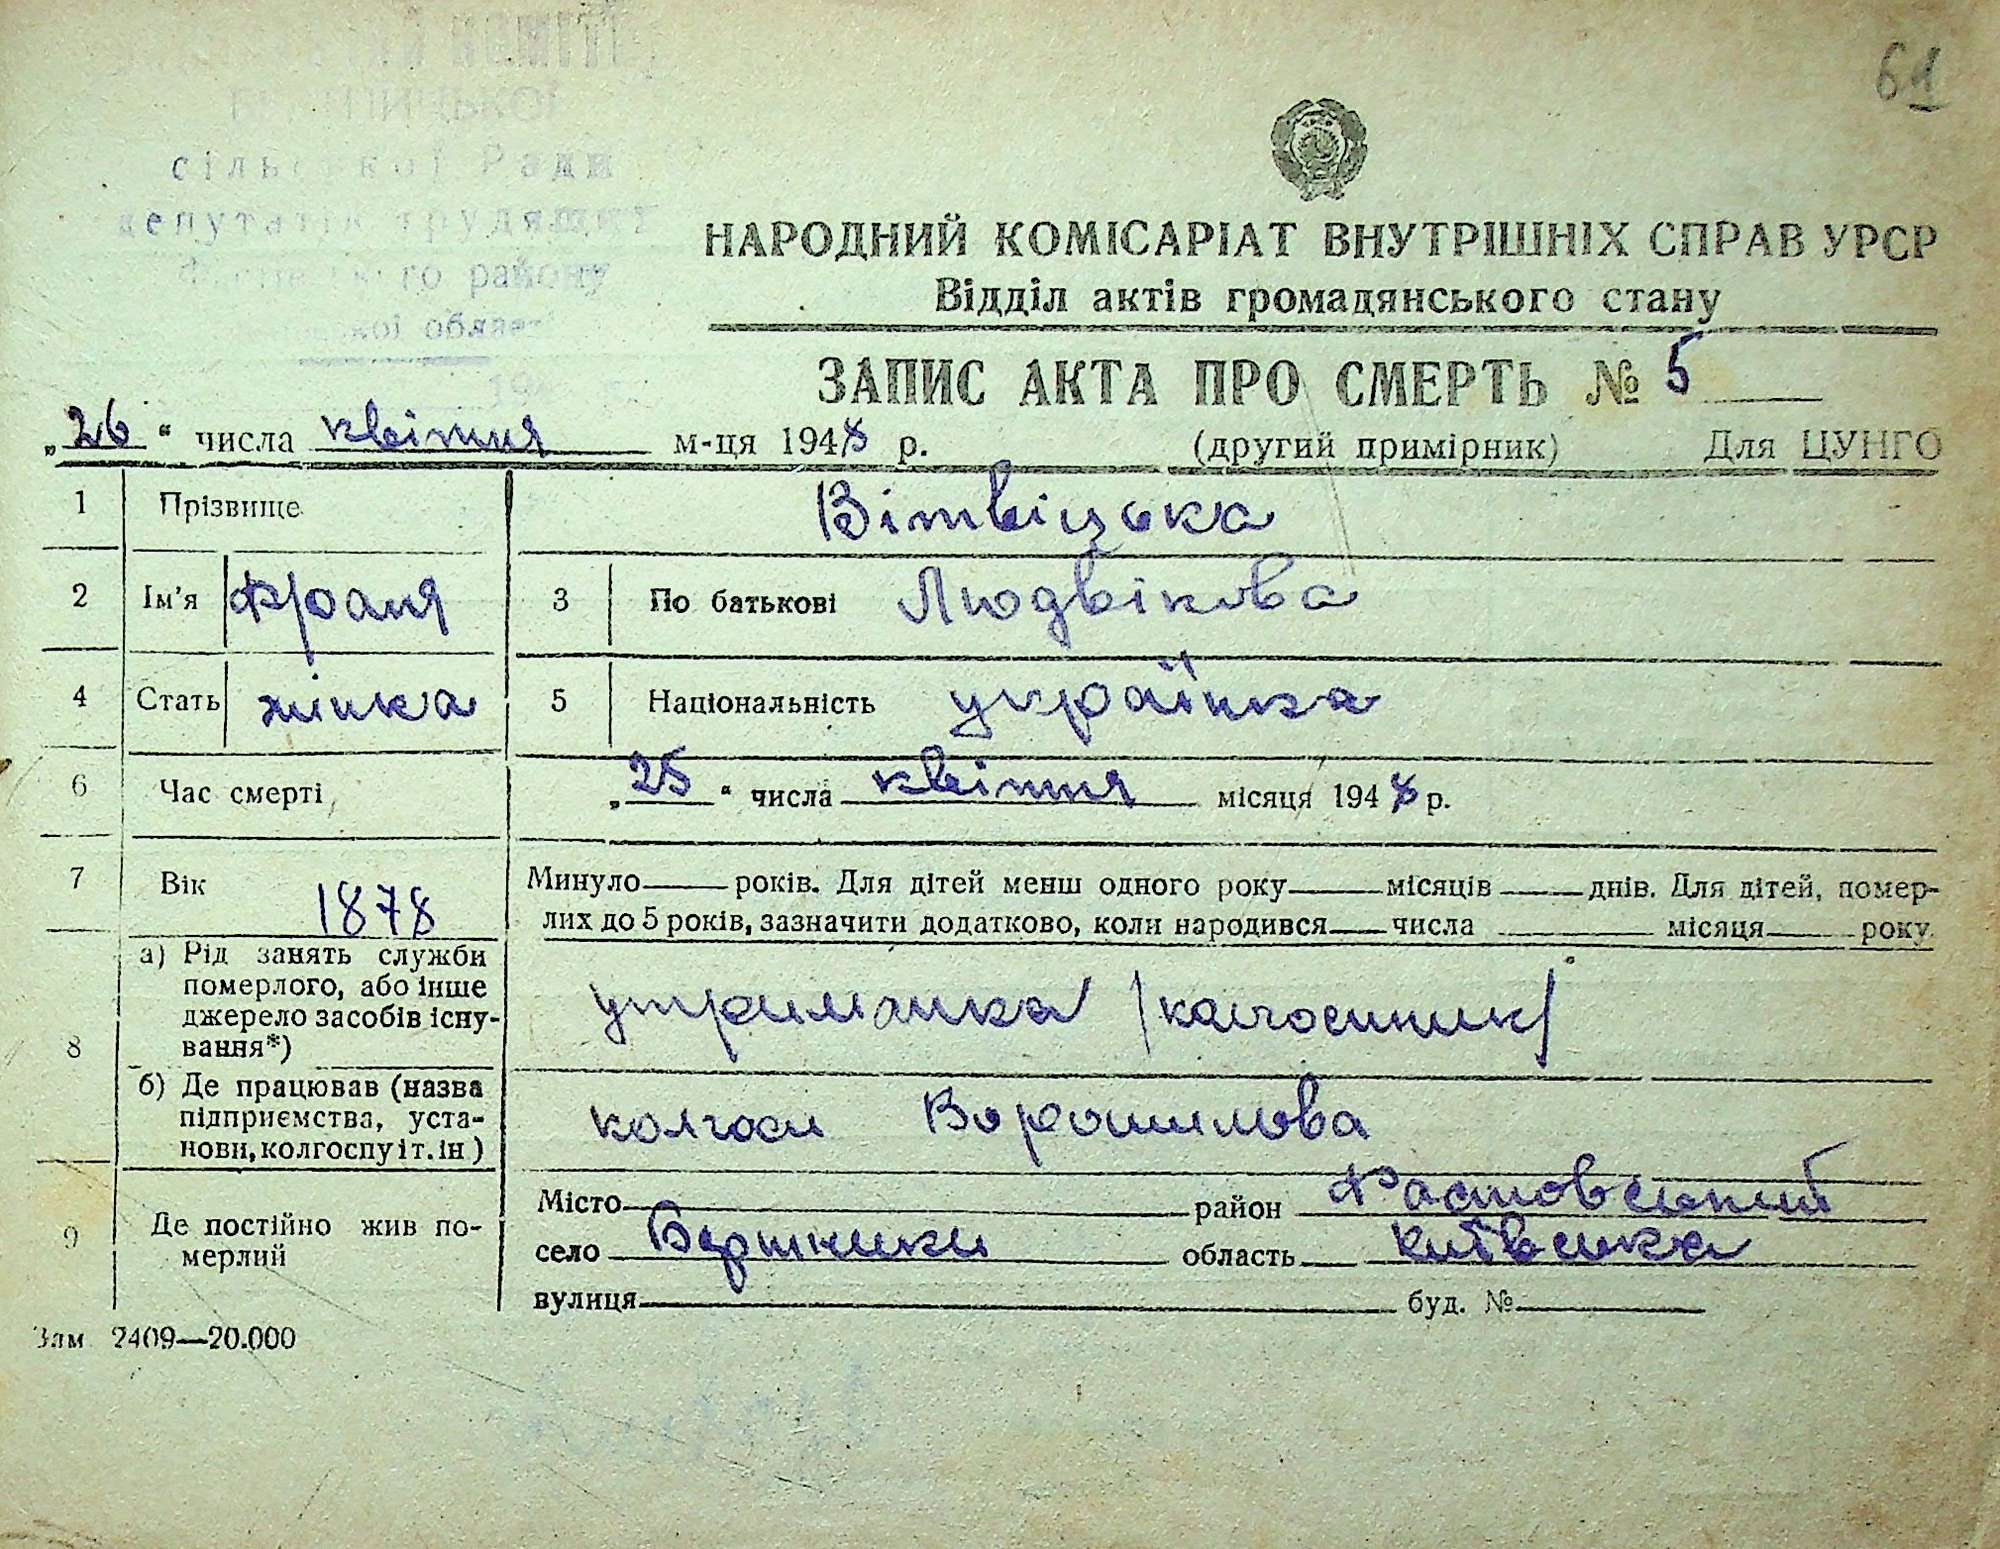 61
сільської Ради
депутатів трудящих
го району
кої област
НАРОДНИЙ КОМІСАРІАТ ВНУТРІШНІХ СПРАВ УРСР
Відділ актів громадянського стану
ЗАПИС АКТА ПРО СМЕРТЬ № 5
„26“ числа квітня м-ця 1948 р. (другий примірник) Для ЦУНГО
1 Прізвище Вітвіцька
2 Ім'я Франя 3 По батькові Людвікова
4 Стать жінка 5 Національність українка
6 Час смерті „25“ числа квітня місяця 1948 р.
7 Вік 1878 Минуло років. Для дітей менш одного року місяців днів. Для дітей, помер-
лих до 5 років, зазначити додатково, коли народився числа місяця року
8 а) Рід занять служби
померлого, або інше
джерело засобів існу-
вання*)
утриманка /колгоспник/
б) Де працював (назва
підприємства, уста-
нови, колгоспу і т. ін)
колгосп Ворошилова
9 Де постійно жив по-
мерлий
Місто район Фастовський
село область Київська
вулиця буд. №
Зам 2409—20.000